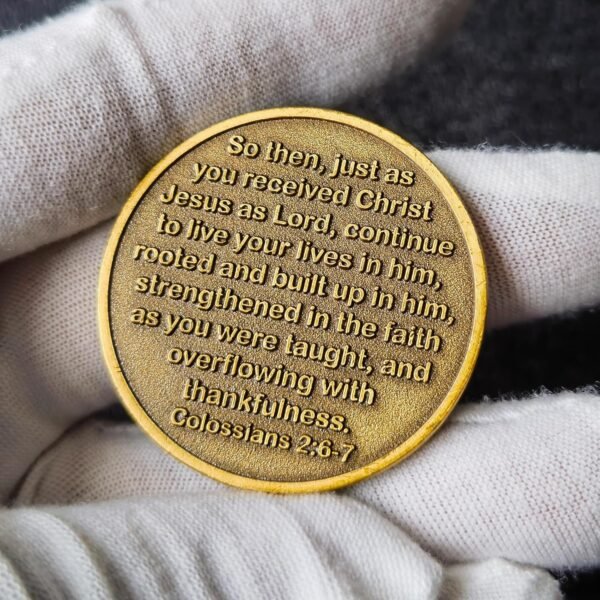 So then, just as
you received Christ
Jesus as Lord, continue
to live your lives in him,
rooted and built up in him,
strengthened in the faith
as you were taught, and
overflowing with
thankfulness.
Colossians 2:6-7